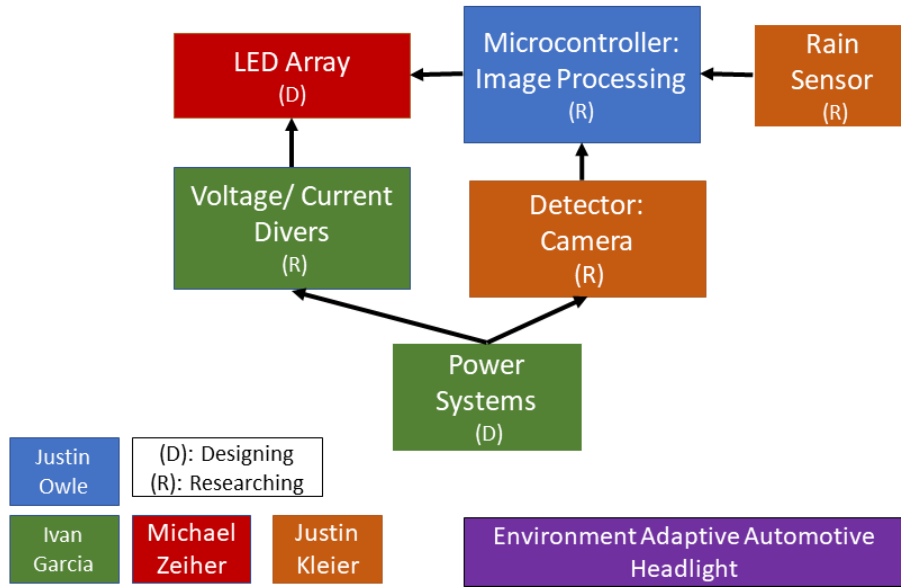 LED Array
(D)
Microcontroller:
Image Processing
(R)
Rain
Sensor
(R)
Voltage/ Current
Divers
(R)
Detector:
Camera
(R)
Power
Systems
(D)
Justin
Owle
(D): Designing
(R): Researching
Ivan
Garcia
Michael
Zeiher
Justin
Kleier
Environment Adaptive Automotive
Headlight